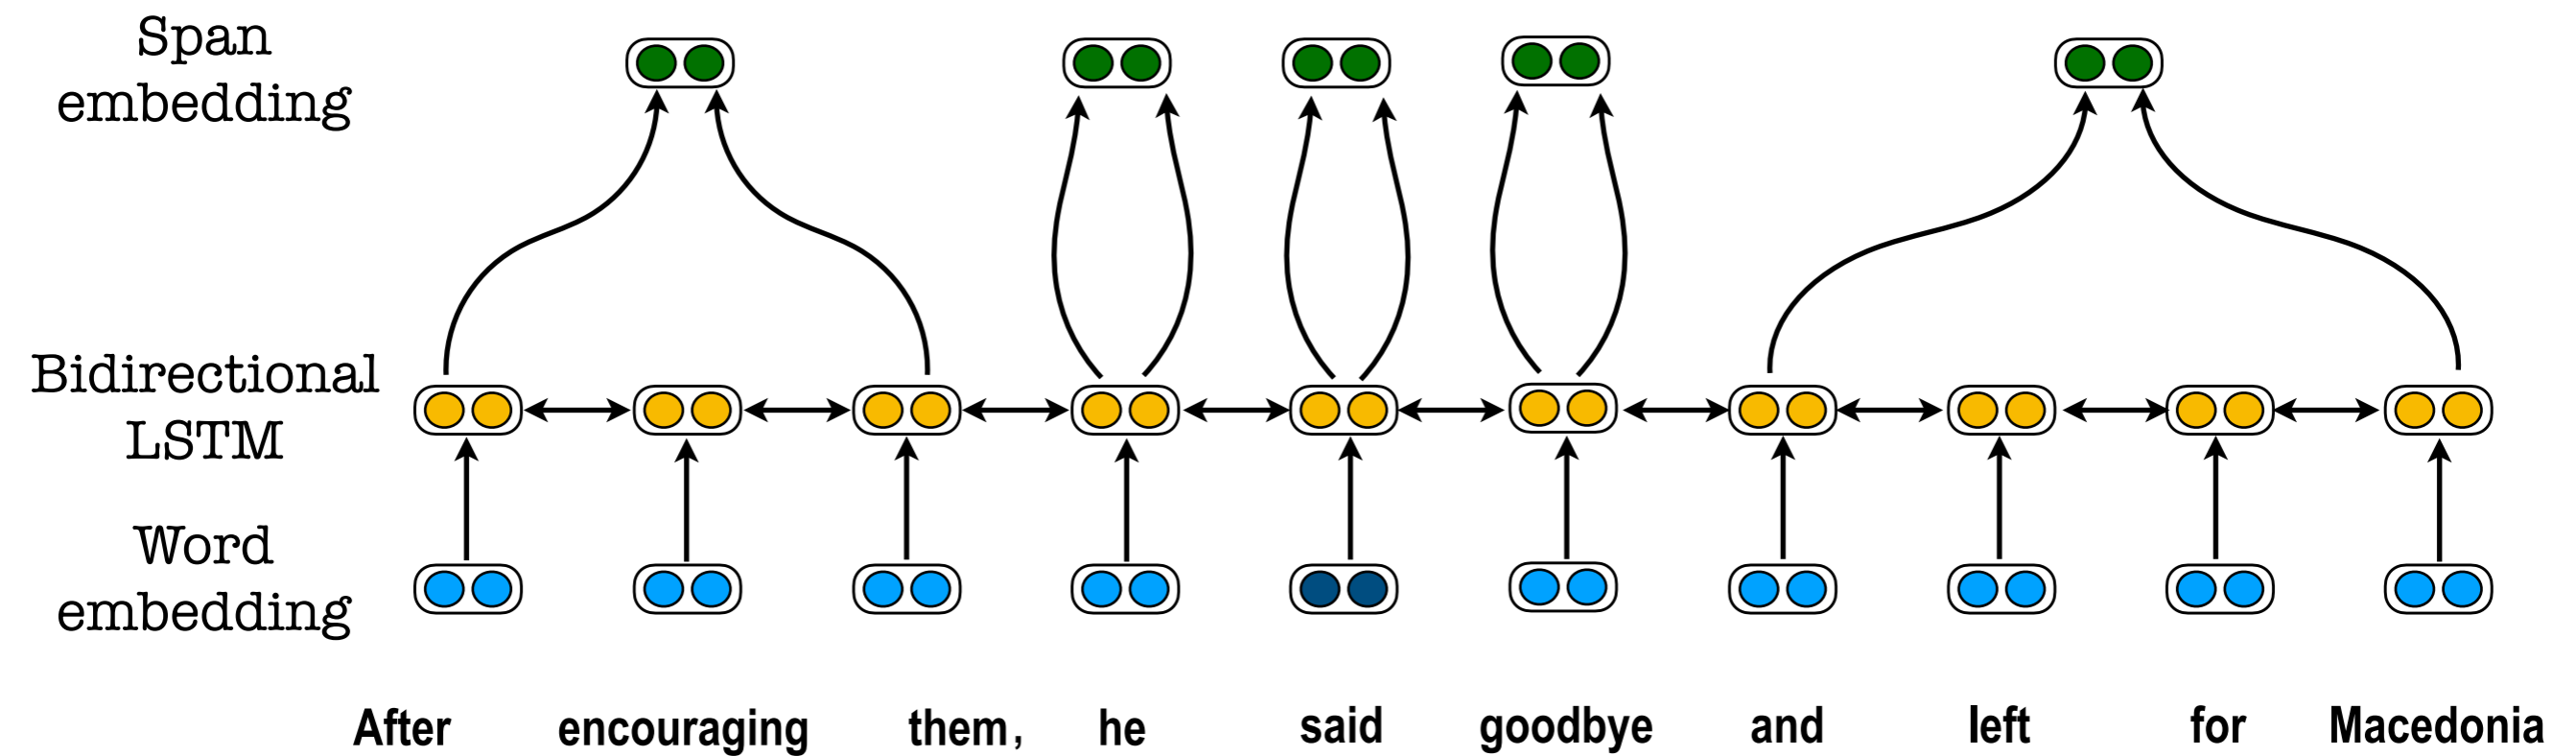 Span
embedding
Bidirectional
LSTM
Word
embedding
After encouraging them, he said goodbye and left for Macedonia